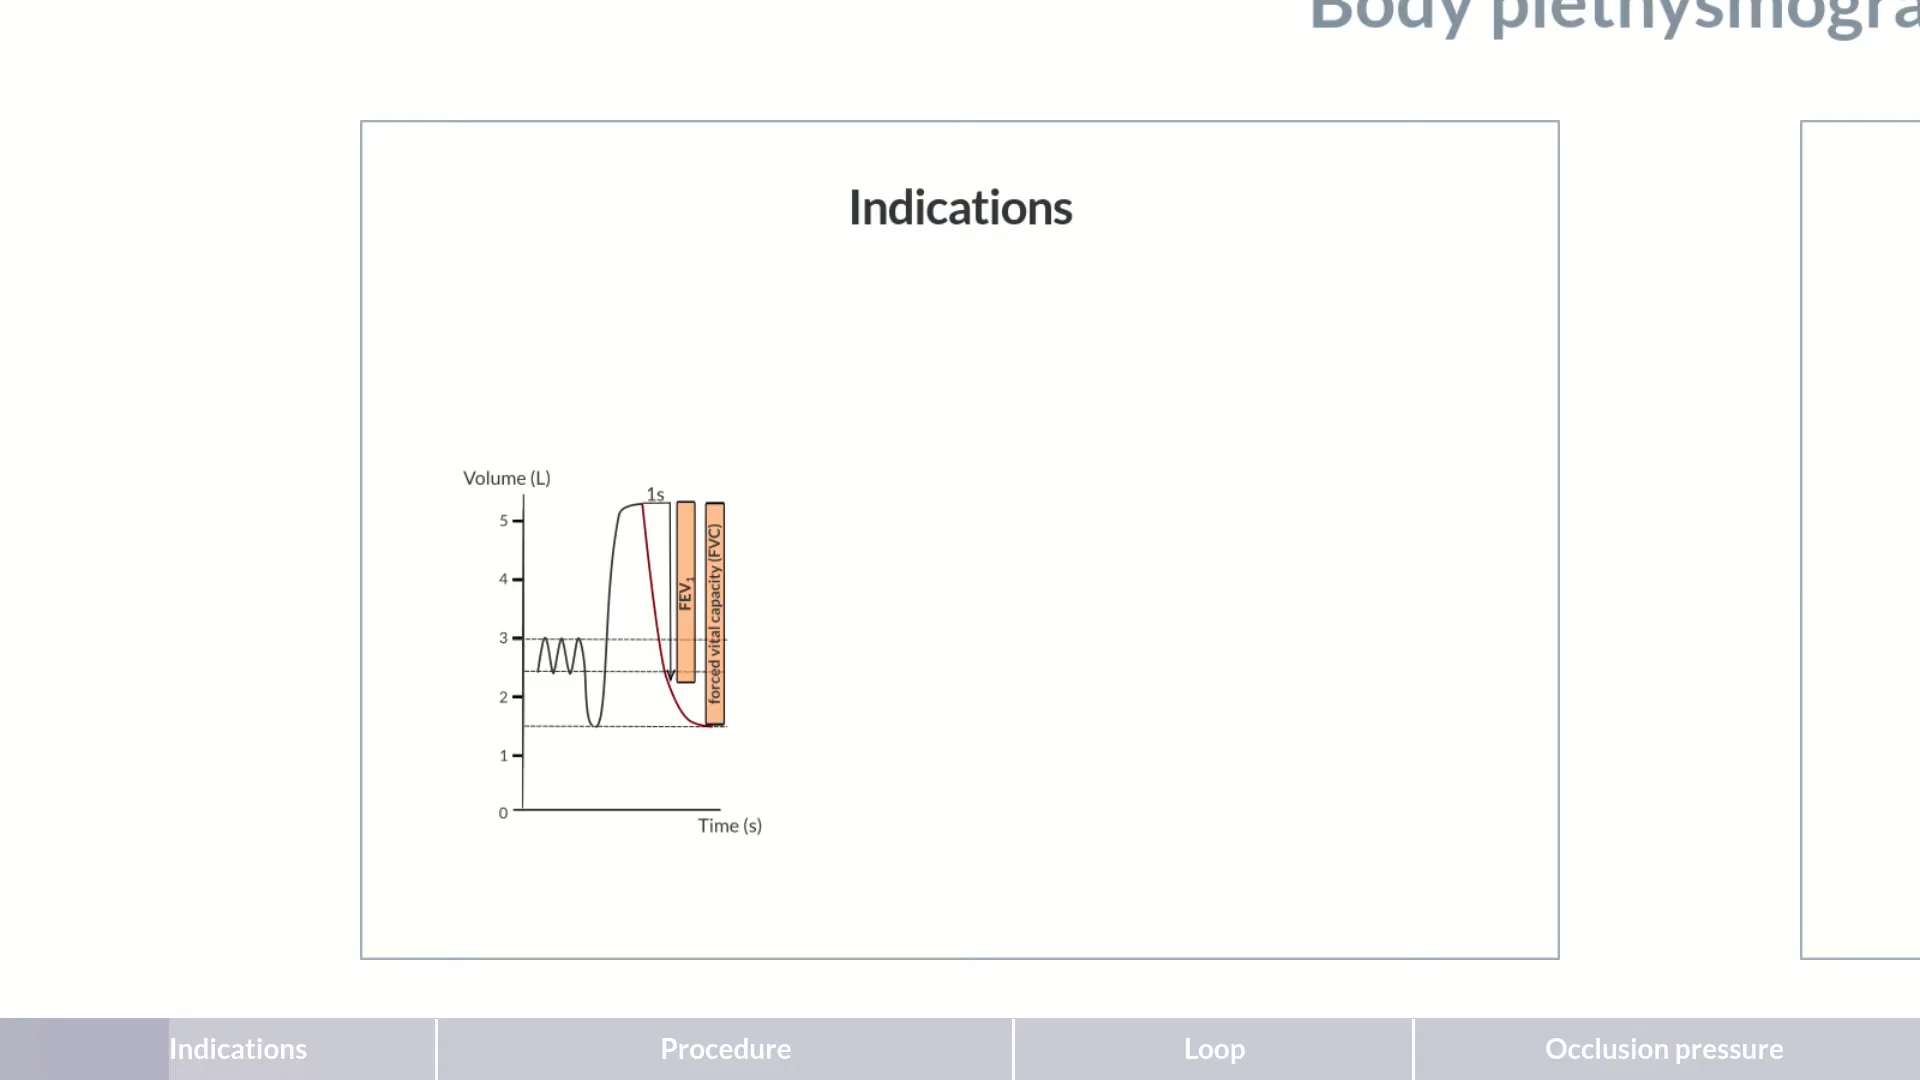 Body plethysmogra
Indications
Volume (L)
1s
5
4
3
2
1
0
FEV₁
forced vital capacity (FVC)
Time (s)
Indications
Procedure
Loop
Occlusion pressure